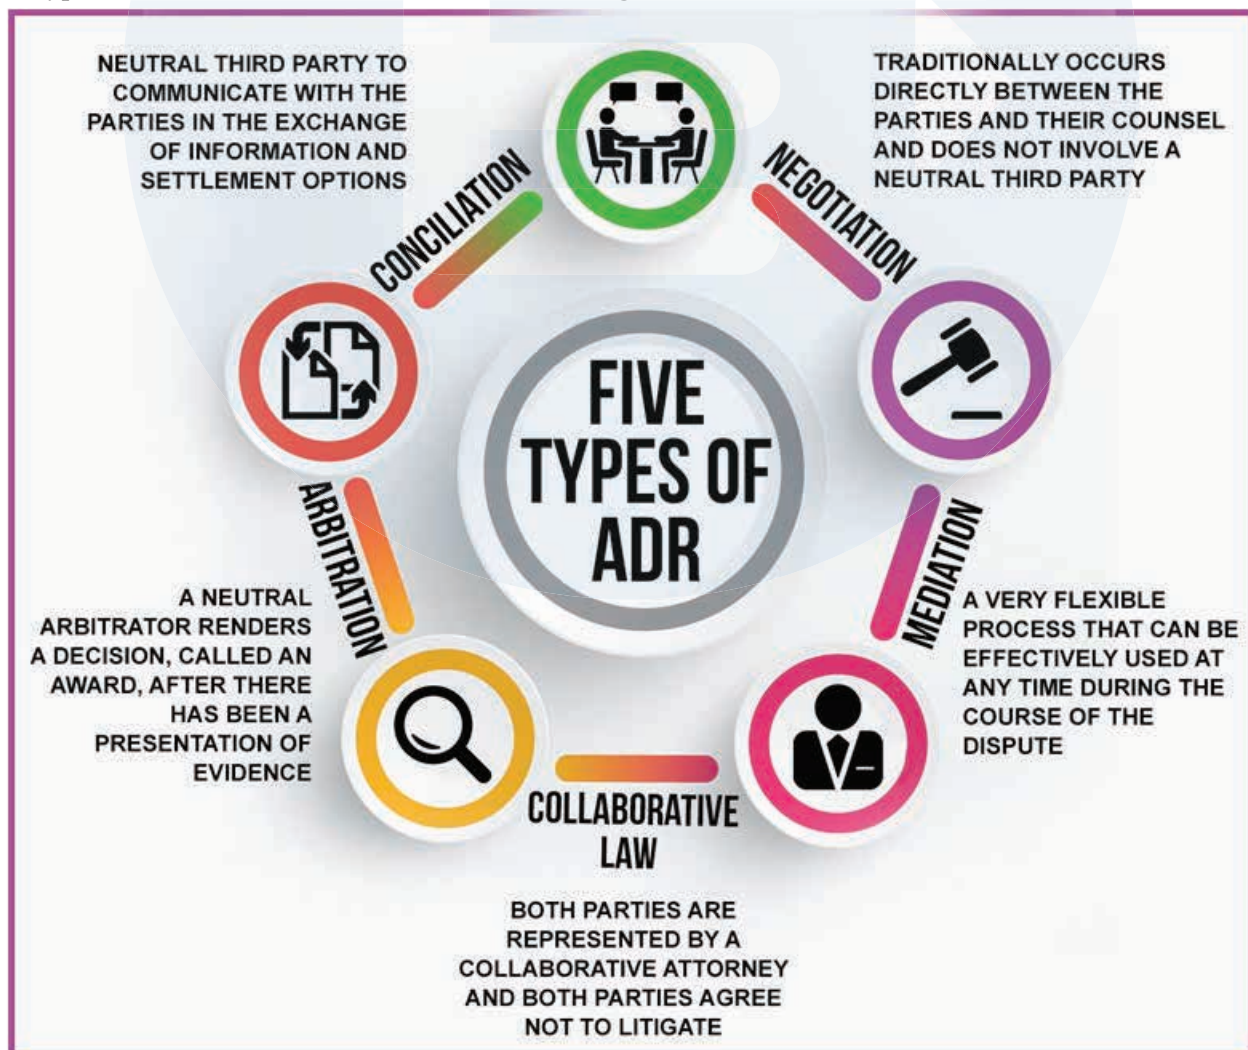 FIVE
TYPES OF
ADR
CONCILIATION
NEUTRAL THIRD PARTY TO
COMMUNICATE WITH THE
PARTIES IN THE EXCHANGE
OF INFORMATION AND
SETTLEMENT OPTIONS
NEGOTIATION
TRADITIONALLY OCCURS
DIRECTLY BETWEEN THE
PARTIES AND THEIR COUNSEL
AND DOES NOT INVOLVE A
NEUTRAL THIRD PARTY
ARBITRATION
A NEUTRAL
ARBITRATOR RENDERS
A DECISION, CALLED AN
AWARD, AFTER THERE
HAS BEEN A
PRESENTATION OF
EVIDENCE
MEDIATION
A VERY FLEXIBLE
PROCESS THAT CAN BE
EFFECTIVELY USED AT
ANY TIME DURING THE
COURSE OF THE
DISPUTE
COLLABORATIVE
LAW
BOTH PARTIES ARE
REPRESENTED BY A
COLLABORATIVE ATTORNEY
AND BOTH PARTIES AGREE
NOT TO LITIGATE